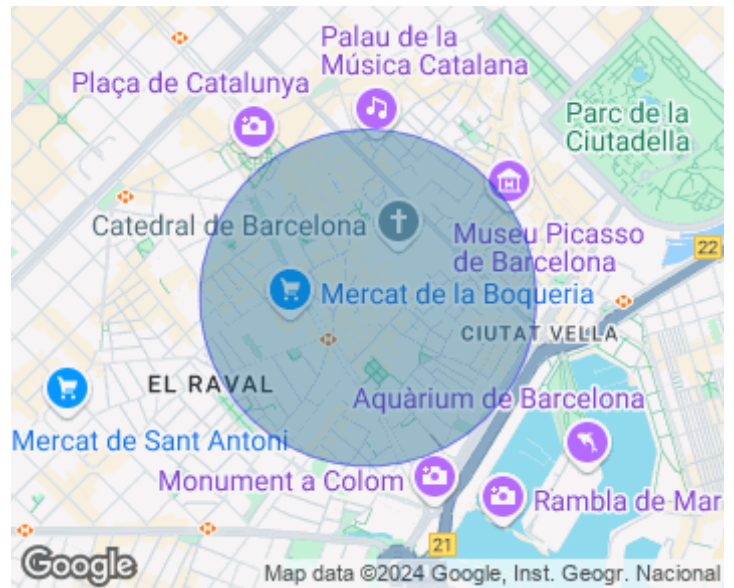 Palau de la
Música Catalana
Plaça de Catalunya
Parc de la
Ciutadella
Catedral de Barcelona
Museu Picasso
de Barcelona
22
Mercat de la Boqueria
CIUTAT VELLA
EL RAVAL
Aquàrium de Barcelona
Mercat de Sant Antoni
Monument a Colom
Rambla de Mar
21
Google
Map data ©2024 Google, Inst. Geogr. Nacional